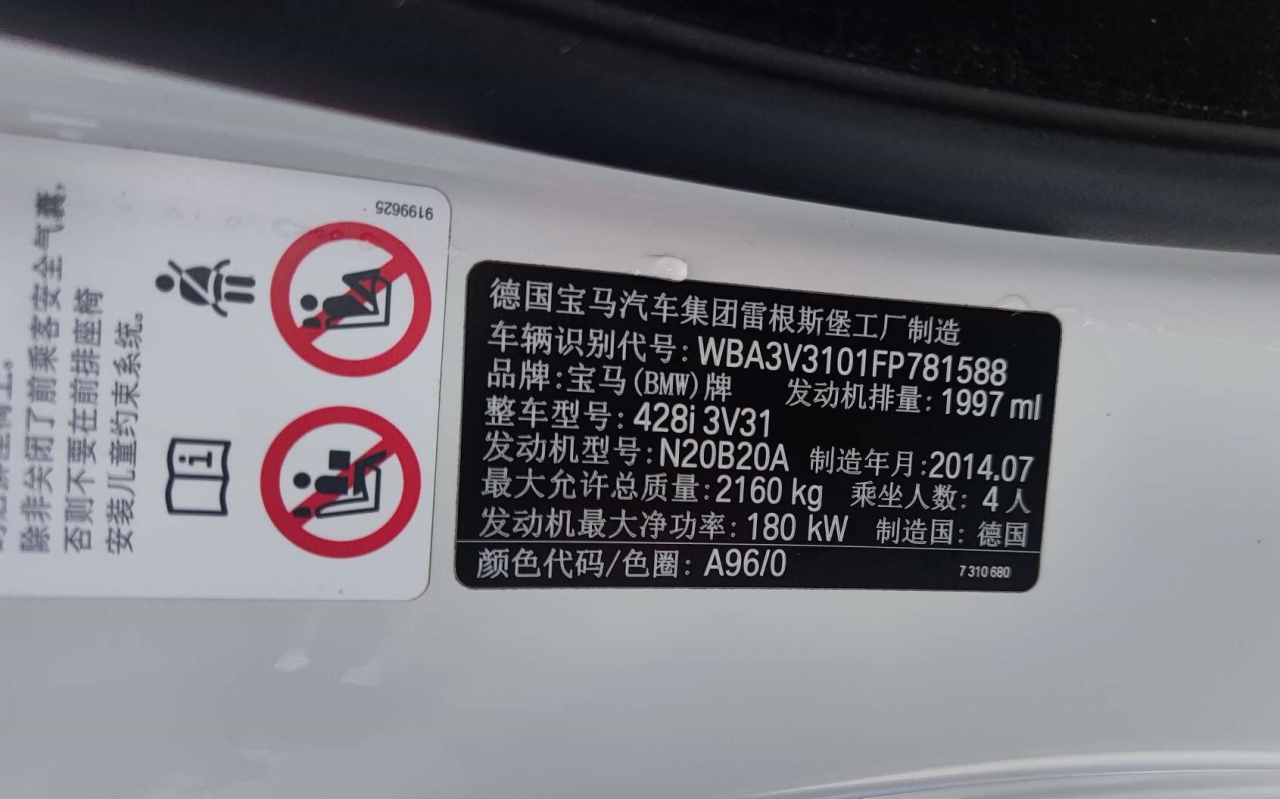 9199625
除非关闭了前乘客安全气囊，
否则不要在前排座椅
安装儿童约束系统。
德国宝马汽车集团雷根斯堡工厂制造
车辆识别代号: WBA3V3101FP781588
品牌:宝马(BMW)牌 发动机排量: 1997 ml
整车型号: 428i 3V31
发动机型号: N20B20A 制造年月:2014.07
最大允许总质量: 2160 kg 乘坐人数: 4 人
发动机最大净功率: 180 kW 制造国: 德国
颜色代码/色圈: A96/0 7 310 680